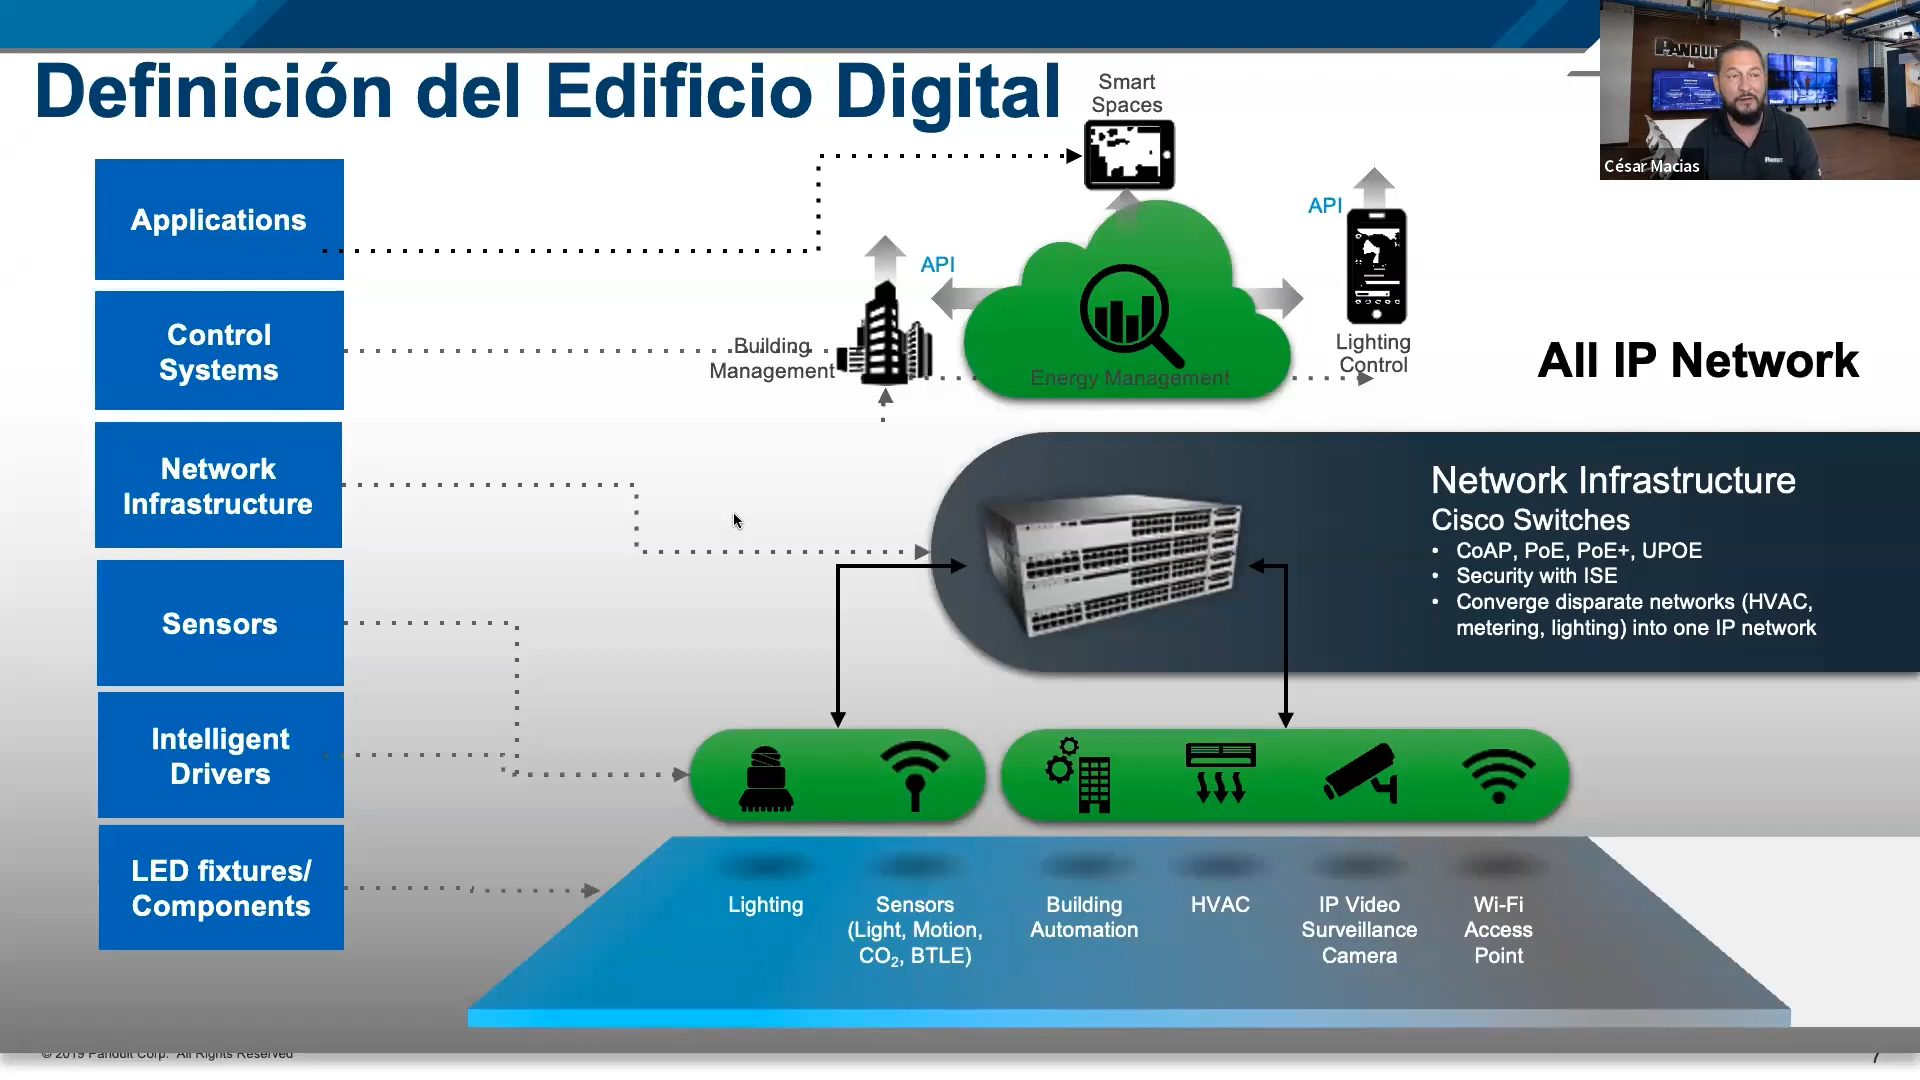 Definición del Edificio Digital
Smart
Spaces
PANDUIT
César Macias
Applications
API
API
Control
Systems
Building
Management
Energy Management
Lighting
Control
All IP Network
Network
Infrastructure
Network Infrastructure
Cisco Switches
• CoAP, PoE, PoE+, UPOE
• Security with ISE
• Converge disparate networks (HVAC,
metering, lighting) into one IP network
Sensors
Intelligent
Drivers
LED fixtures/
Components
Lighting
Sensors
(Light, Motion,
CO₂, BTLE)
Building
Automation
HVAC
IP Video
Surveillance
Camera
Wi-Fi
Access
Point
© 2019 Panduit Corp. All Rights Reserved
7